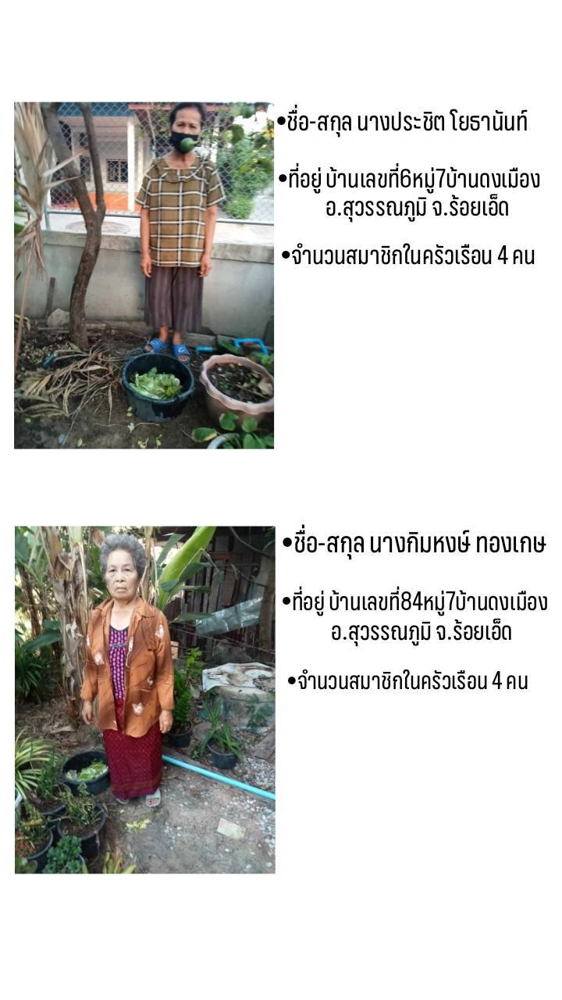 •ชื่อ-สกุล นางประชิต โยธานันท์
•ที่อยู่ บ้านเลขที่6หมู่7บ้านดงเมือง
อ.สุวรรณภูมิ จ.ร้อยเอ็ด
•จำนวนสมาชิกในครัวเรือน 4 คน
•ชื่อ-สกุล นางกิมหงษ์ ทองเกษ
•ที่อยู่ บ้านเลขที่84หมู่7บ้านดงเมือง
อ.สุวรรณภูมิ จ.ร้อยเอ็ด
•จำนวนสมาชิกในครัวเรือน 4 คน